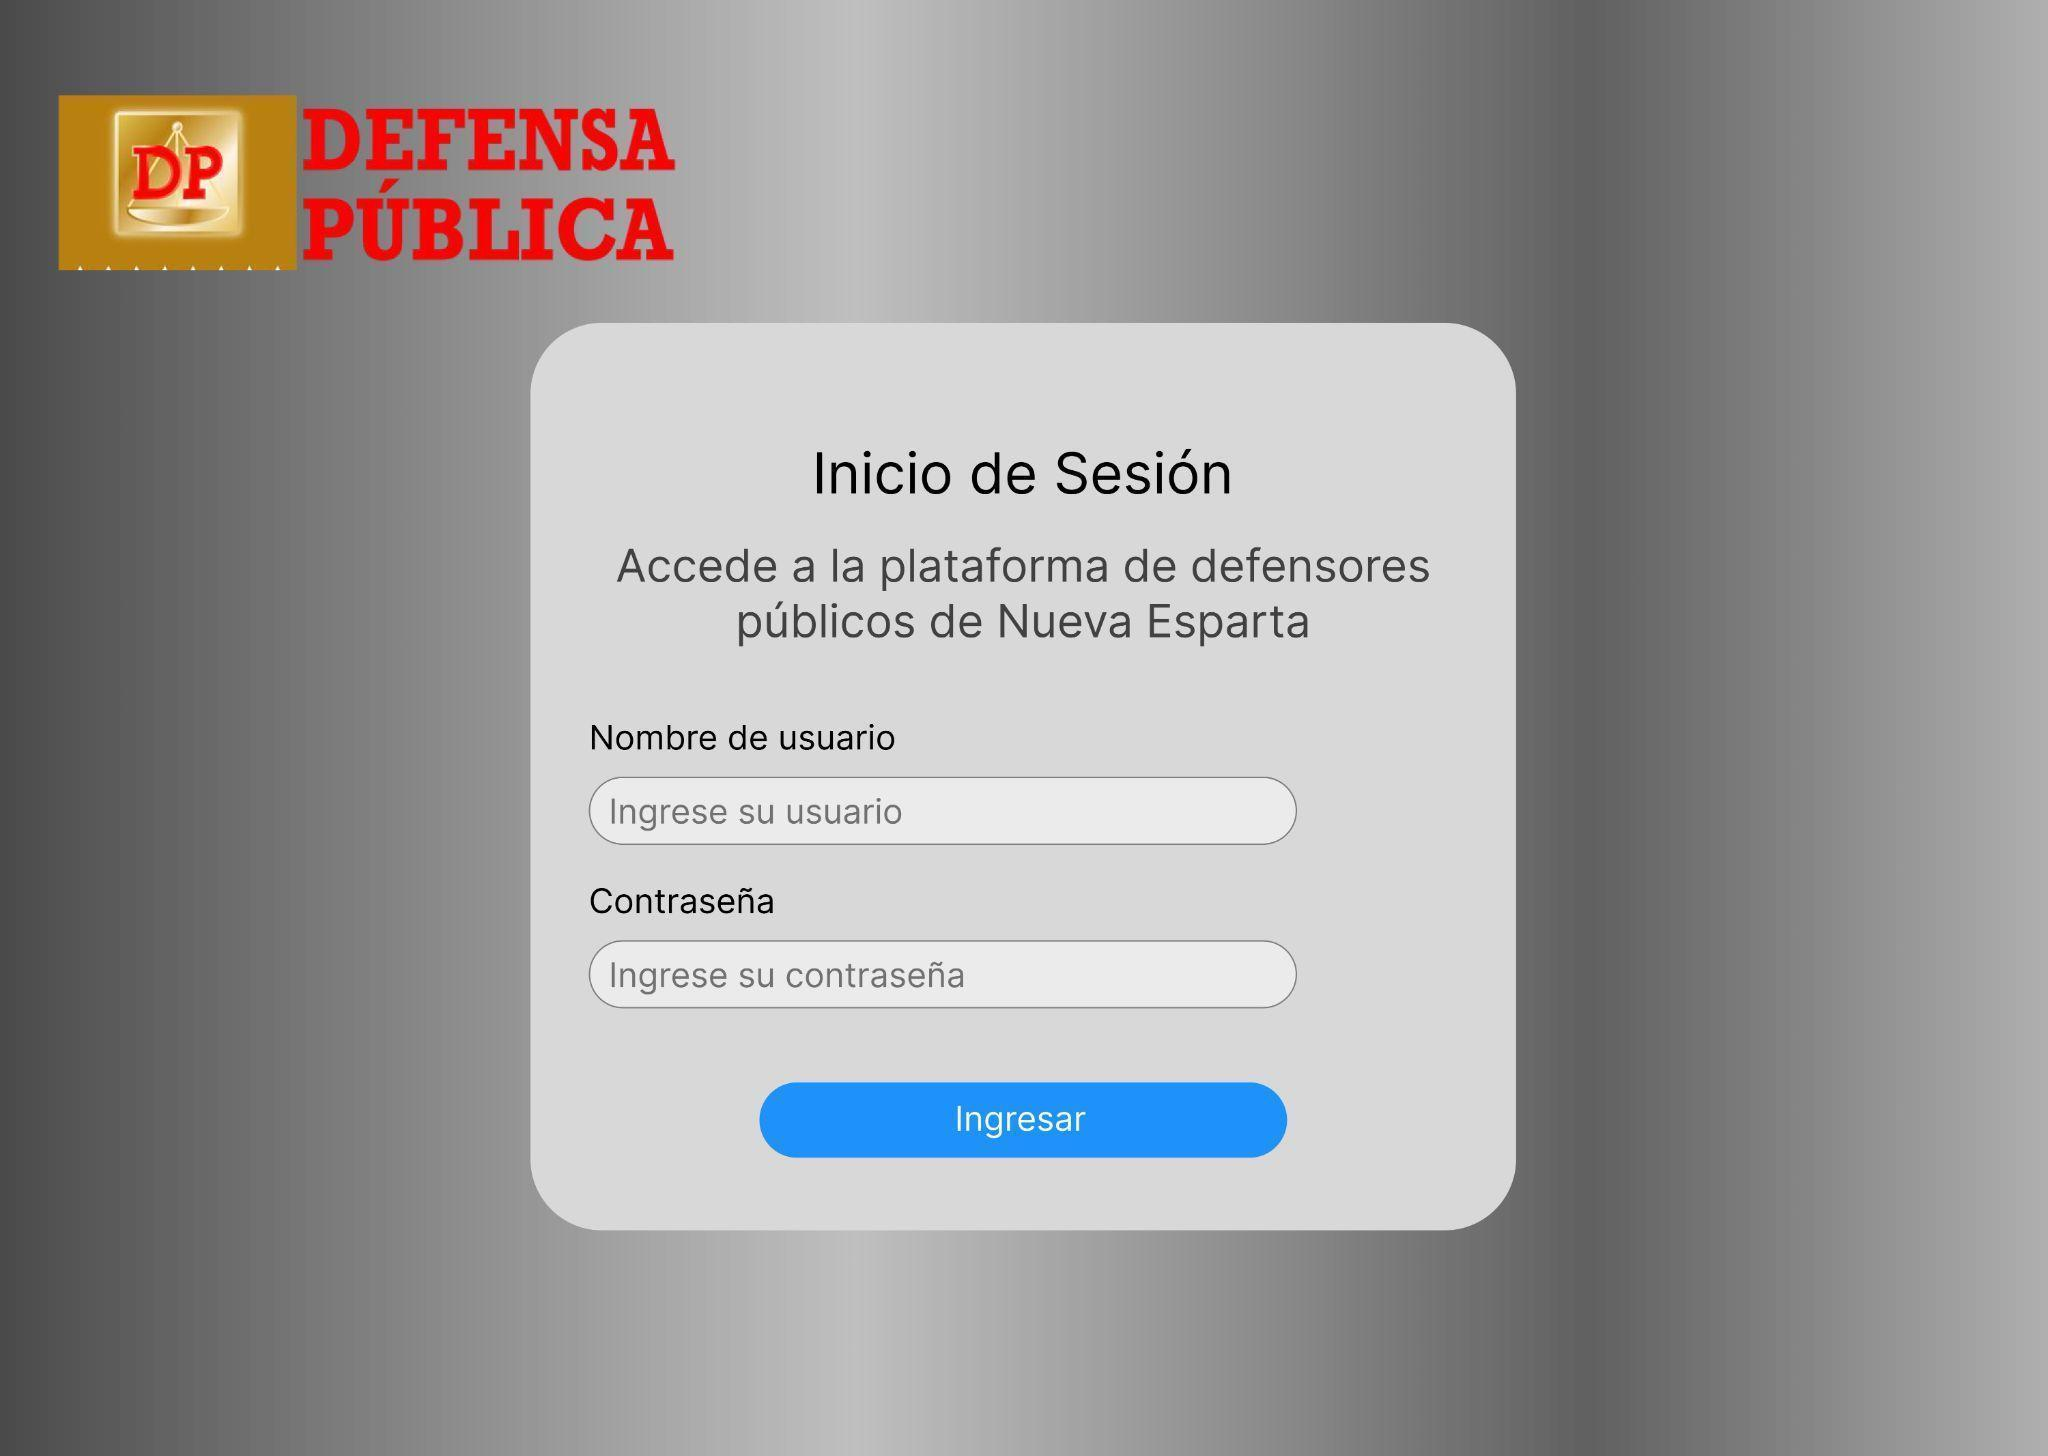 DP
DEFENSA
PÚBLICA
Inicio de Sesión
Accede a la plataforma de defensores
públicos de Nueva Esparta
Nombre de usuario
Ingrese su usuario
Contraseña
Ingrese su contraseña
Ingresar